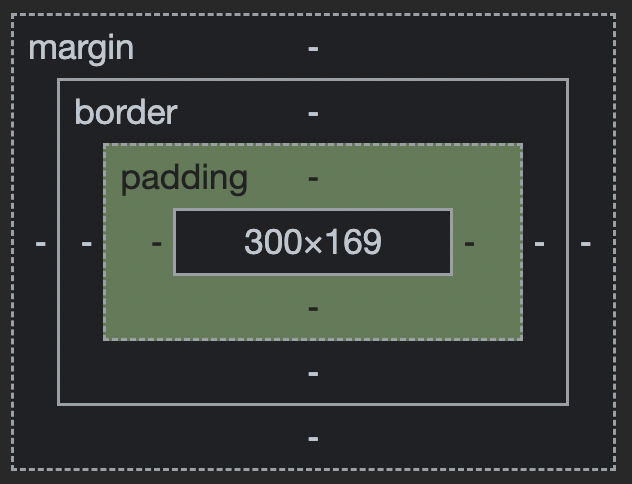 margin -
border -
padding -
- - - 300×169 - - -
-
-
-